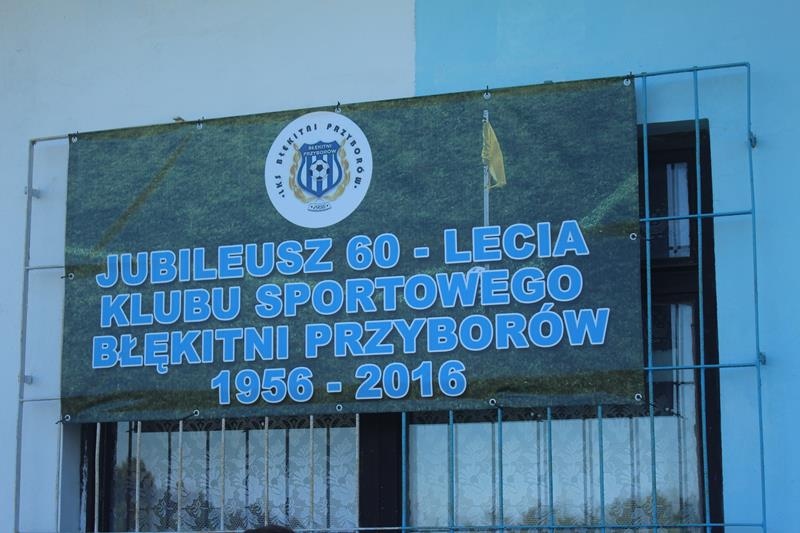 LKS BŁĘKITNI PRZYBORÓW
BŁĘKITNI
PRZYBORÓW
JUBILEUSZ 60 - LECIA
KLUBU SPORTOWEGO
BŁĘKITNI PRZYBORÓW
1956 - 2016